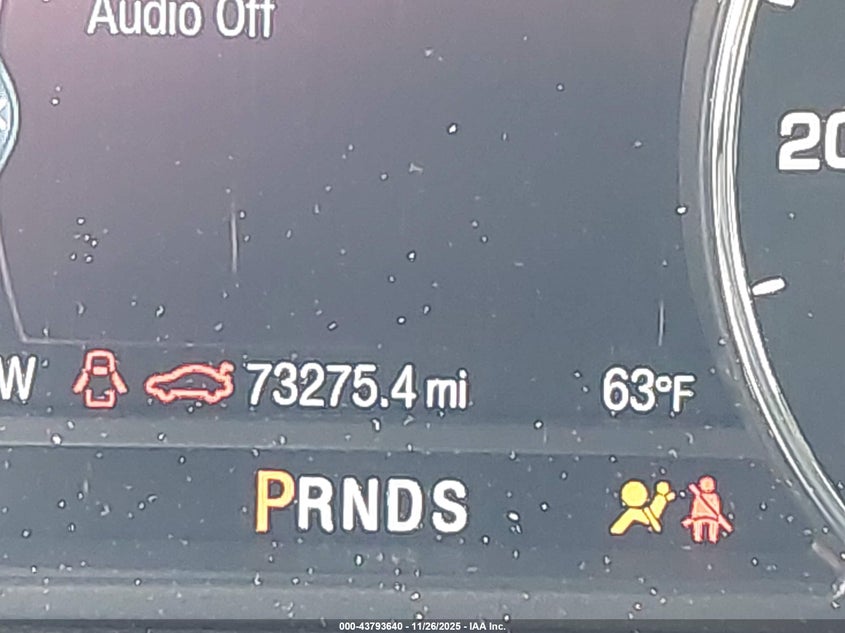 Audio Off
20
W 73275.4 mi 63°F
PRNDS
000-43793640 - 11/26/2025 - IAA Inc.